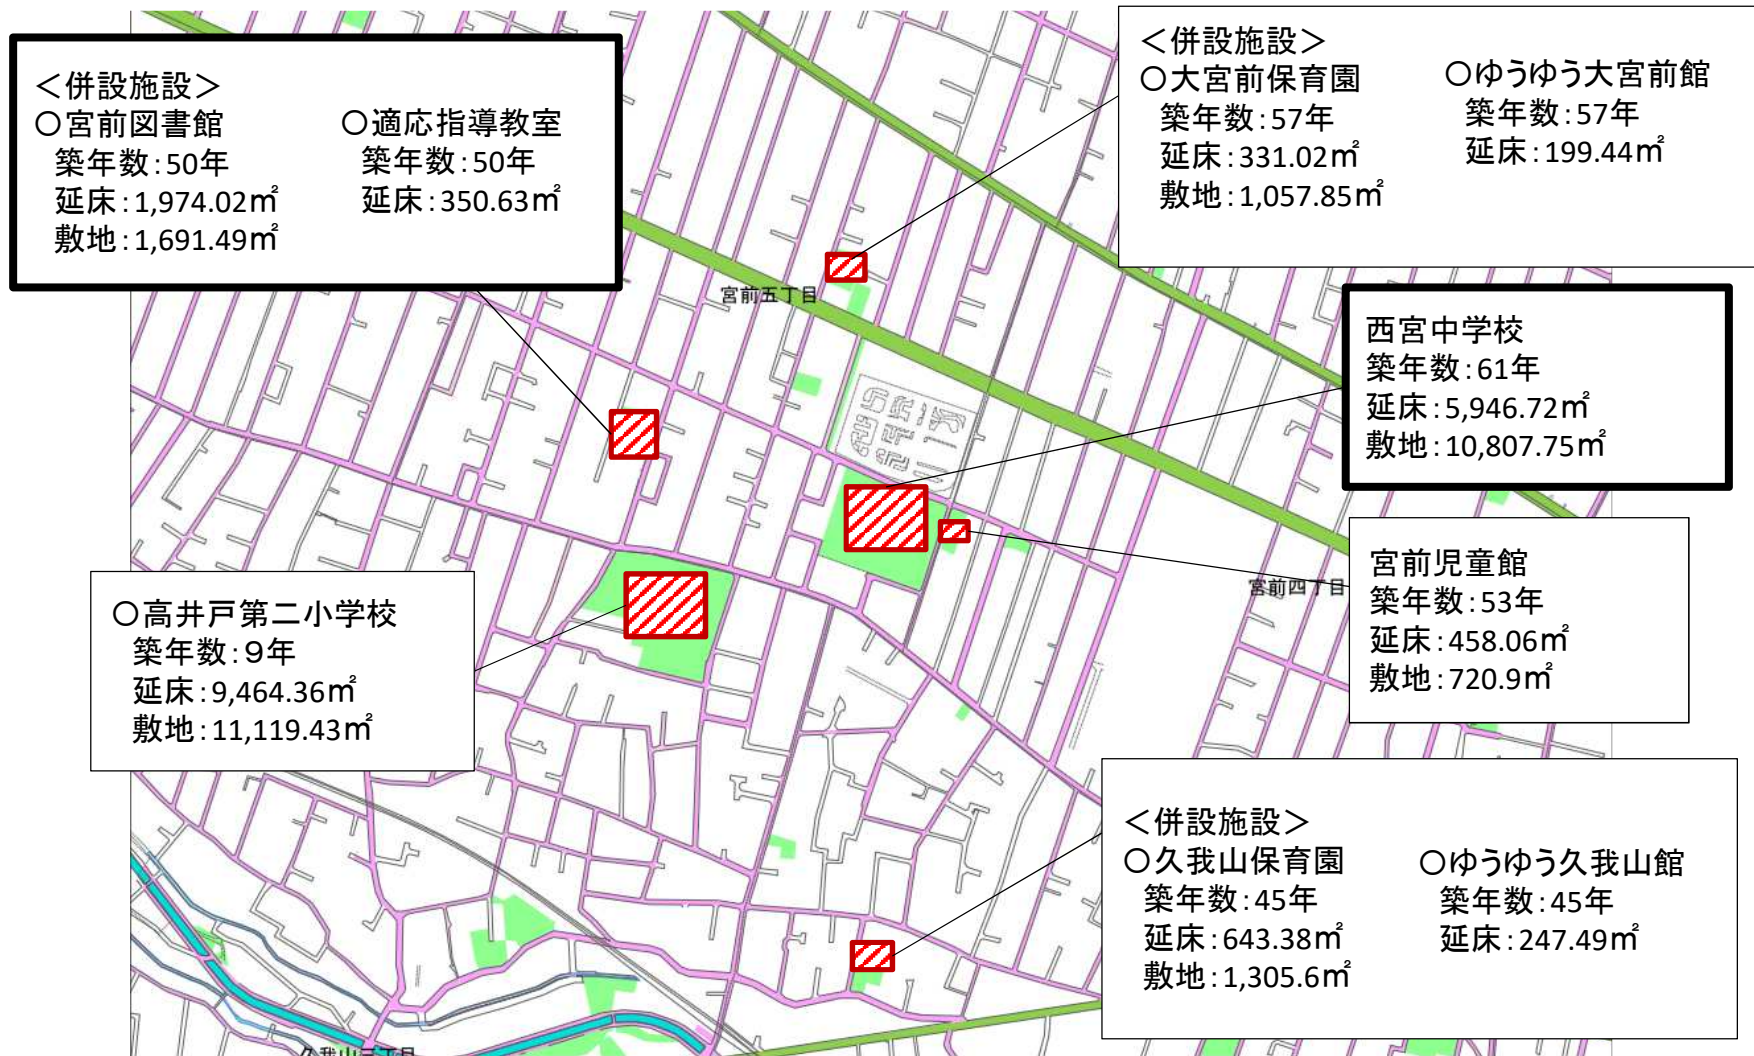 ＜併設施設＞
○宮前図書館
築年数：50年
延床：1,974.02㎡
敷地：1,691.49㎡
○適応指導教室
築年数：50年
延床：350.63㎡
＜併設施設＞
○大宮前保育園
築年数：57年
延床：331.02㎡
敷地：1,057.85㎡
○ゆうゆう大宮前館
築年数：57年
延床：199.44㎡
宮前五丁目
西宮中学校
築年数：61年
延床：5,946.72㎡
敷地：10,807.75㎡
宮前児童館
築年数：53年
延床：458.06㎡
敷地：720.9㎡
宮前四丁目
○高井戸第二小学校
築年数：９年
延床：9,464.36㎡
敷地：11,119.43㎡
＜併設施設＞
○久我山保育園
築年数：45年
延床：643.38㎡
敷地：1,305.6㎡
○ゆうゆう久我山館
築年数：45年
延床：247.49㎡
久我山三丁目